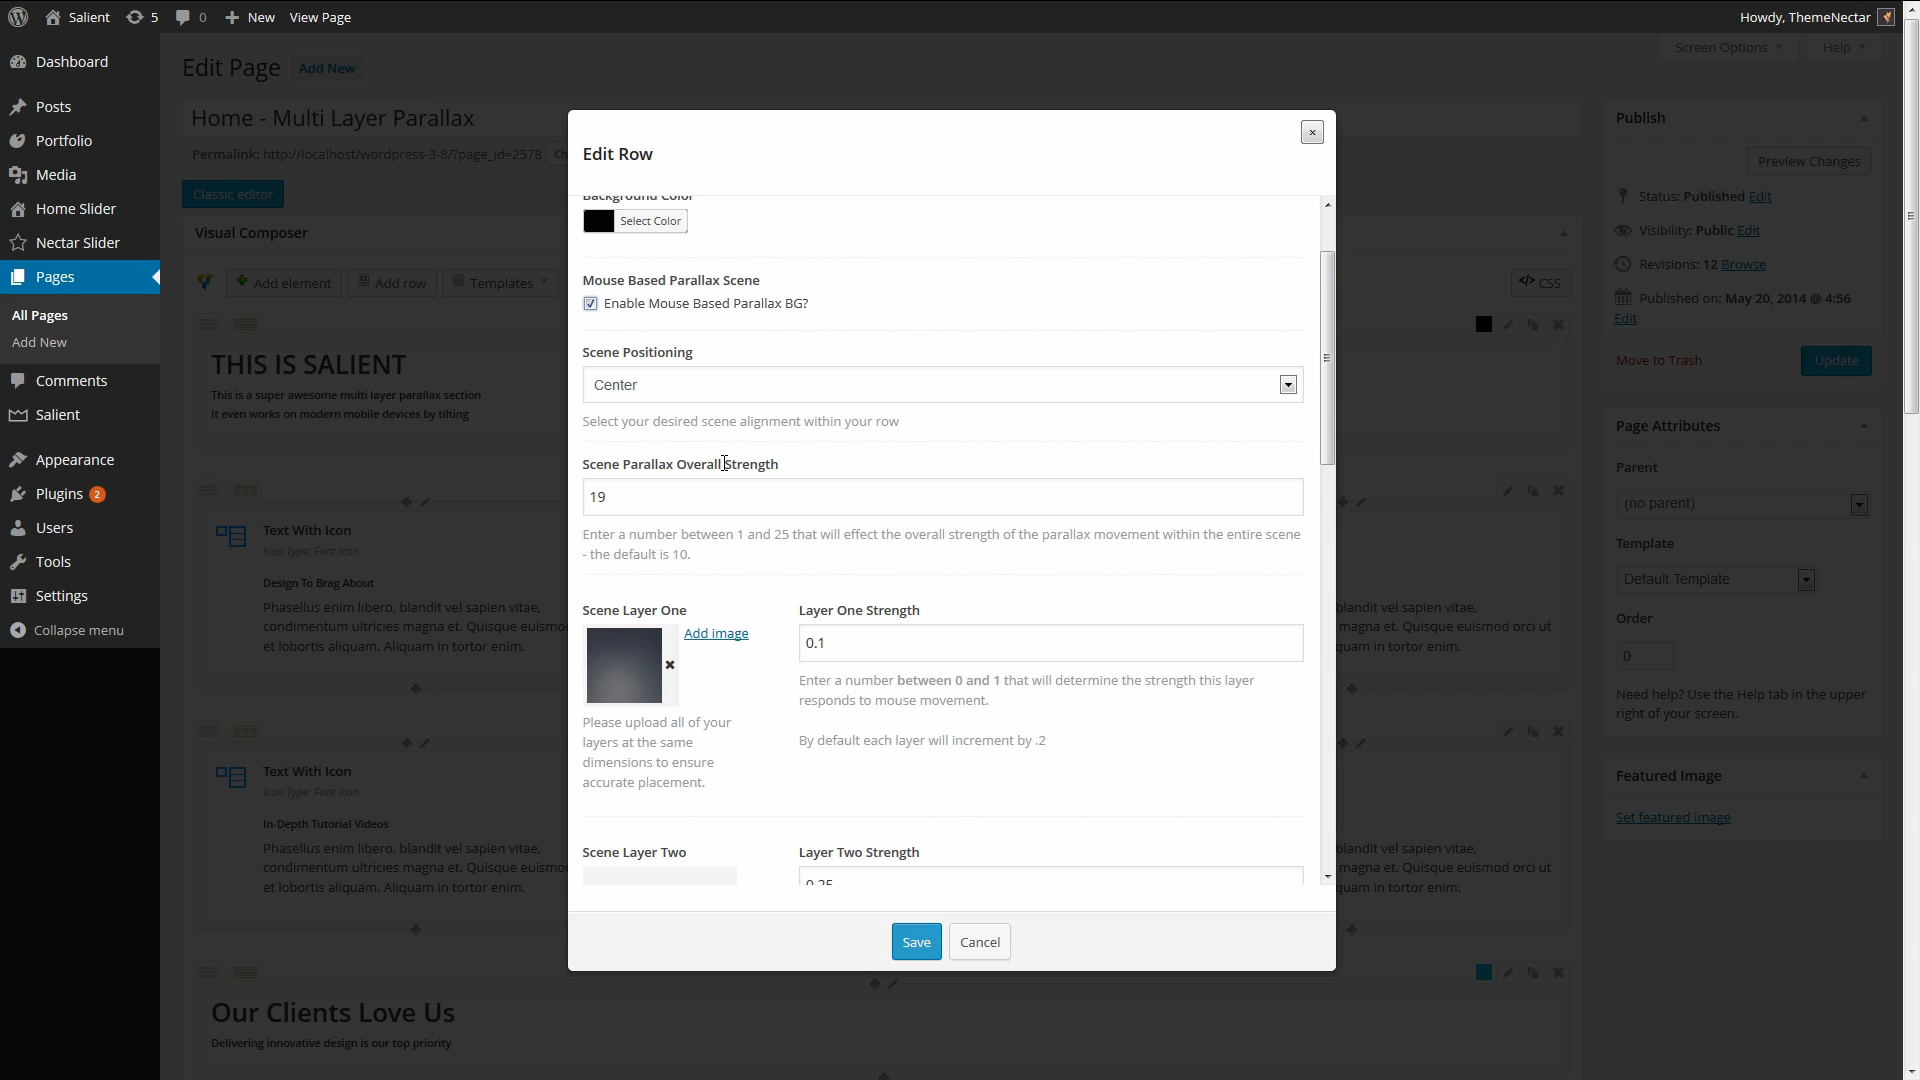 Salient
5
0
New
View Page
Howdy, ThemeNectar
Dashboard
Posts
Portfolio
Media
Home Slider
Nectar Slider
Pages
All Pages
Add New
Comments
Salient
Appearance
Plugins 2
Users
Tools
Settings
Collapse menu
Edit Page
Add New
Screen Options
Help
Home - Multi Layer Parallax
Permalink: http://localhost/wordpress-3-8/?page_id=2578
Classic editor
Visual Composer
Add element
Add row
Templates
</> CSS
THIS IS SALIENT
This is a super awesome multi layer parallax section
It even works on modern mobile devices by tilting
Text With Icon
Icon Type: Font Icon
Design To Brag About
Phasellus enim libero, blandit vel sapien vitae,
condimentum ultricies magna et. Quisque euismo
et lobortis aliquam. Aliquam in tortor enim.
Text With Icon
Icon Type: Font Icon
In-Depth Tutorial Videos
Phasellus enim libero, blandit vel sapien vitae,
condimentum ultricies magna et. Quisque euismo
et lobortis aliquam. Aliquam in tortor enim.
Our Clients Love Us
Delivering innovative design is our top priority
Edit Row
×
Background Color
Select Color
Mouse Based Parallax Scene
Enable Mouse Based Parallax BG?
Scene Positioning
Center
Select your desired scene alignment within your row
Scene Parallax Overall Strength
19
Enter a number between 1 and 25 that will effect the overall strength of the parallax movement within the entire scene
- the default is 10.
Scene Layer One
Add image
Please upload all of your
layers at the same
dimensions to ensure
accurate placement.
Layer One Strength
0.1
Enter a number between 0 and 1 that will determine the strength this layer
responds to mouse movement.
By default each layer will increment by .2
Scene Layer Two
Layer Two Strength
0.25
Save
Cancel
blandit vel sapien vitae,
magna et. Quisque euismod orci ut
quam in tortor enim.
blandit vel sapien vitae,
magna et. Quisque euismod orci ut
quam in tortor enim.
Publish
Preview Changes
Status: Published Edit
Visibility: Public Edit
Revisions: 12 Browse
Published on: May 20, 2014 @ 4:56
Edit
Move to Trash
Update
Page Attributes
Parent
(no parent)
Template
Default Template
Order
0
Need help? Use the Help tab in the upper
right of your screen.
Featured Image
Set featured image